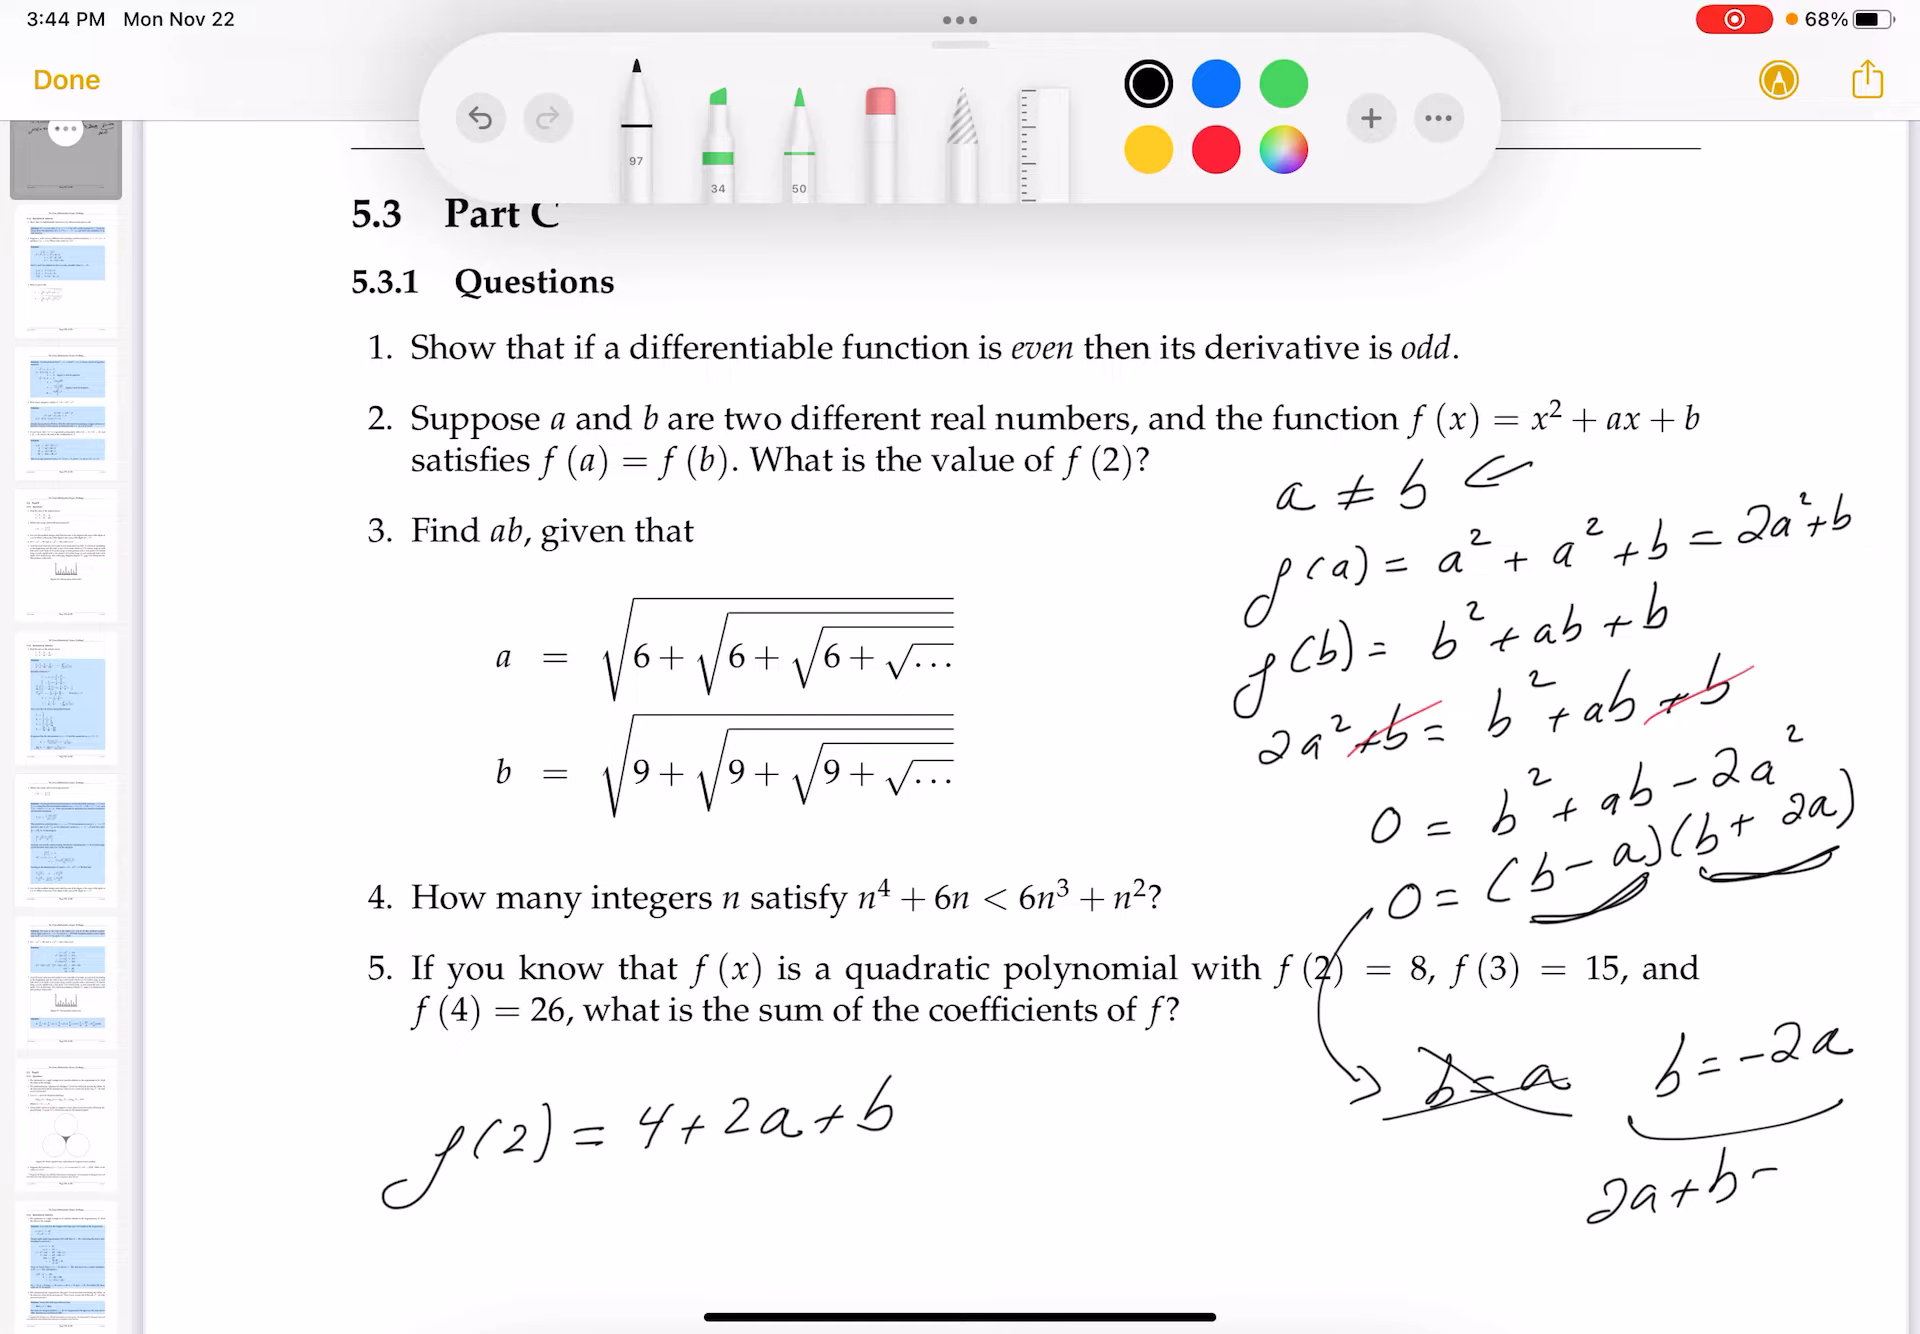 3:44 PM Mon Nov 22
68%
Done
97
34
50
5.3 Part C
5.3.1 Questions
1. Show that if a differentiable function is even then its derivative is odd.
2. Suppose a and b are two different real numbers, and the function f (x) = x² + ax + b
satisfies f (a) = f (b). What is the value of f (2)?
a ≠ b
3. Find ab, given that
f(a) = a² + a² + b = 2a² + b
f(b) = b² + ab + b
a = √6 + √6 + √6 + √...
2a² + b = b² + ab + b
b = √9 + √9 + √9 + √...
0 = b² + ab - 2a²
0 = (b - a)(b + 2a)
4. How many integers n satisfy n⁴ + 6n < 6n³ + n²?
5. If you know that f (x) is a quadratic polynomial with f (2) = 8, f (3) = 15, and
f (4) = 26, what is the sum of the coefficients of f?
b = a b = -2a
f(2) = 4 + 2a + b
2a + b -